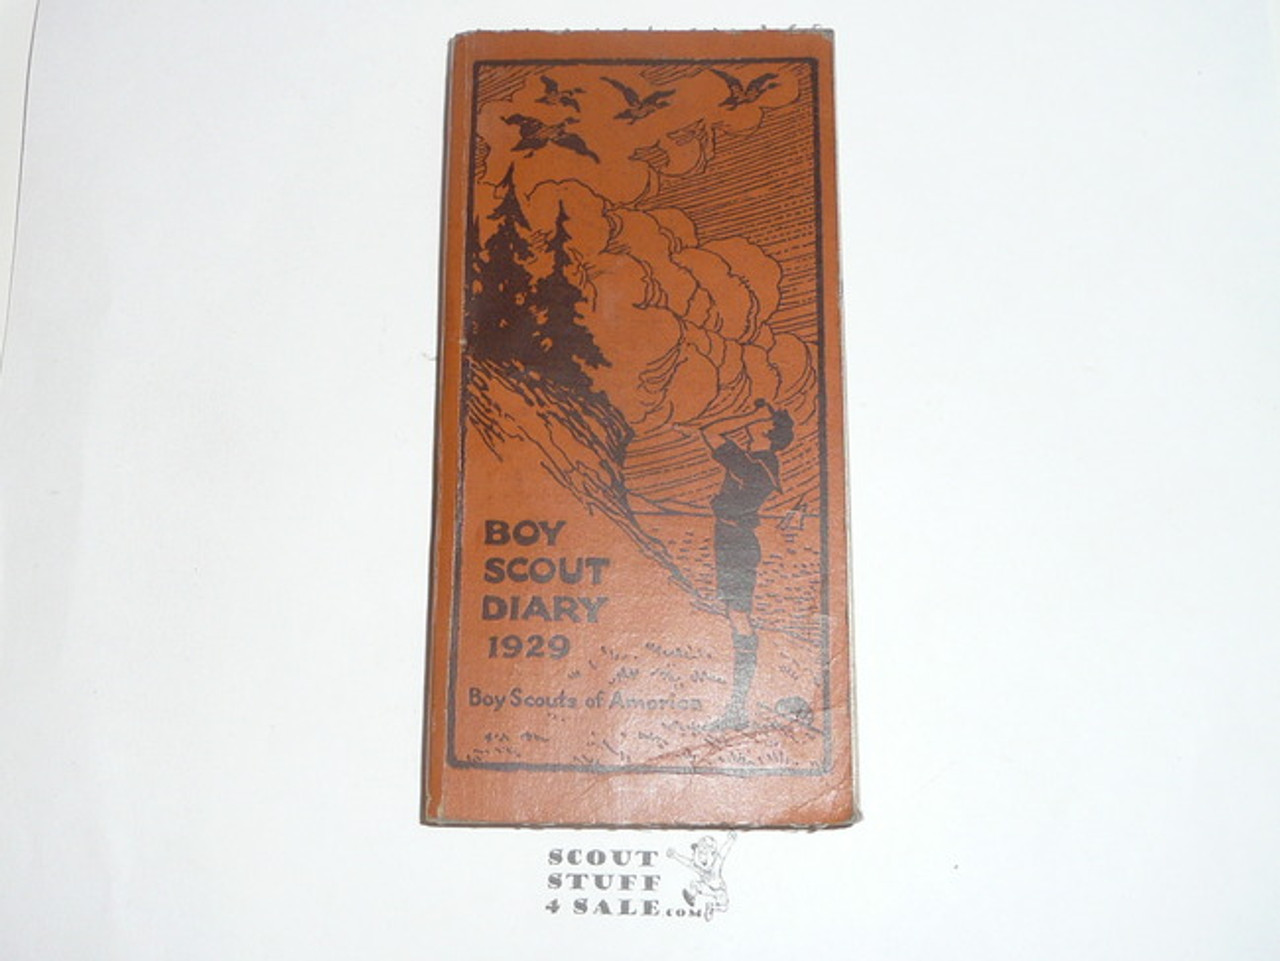 BOY
SCOUT
DIARY
1929
Boy Scouts of America
SCOUT
STUFF
4 SALE.COM